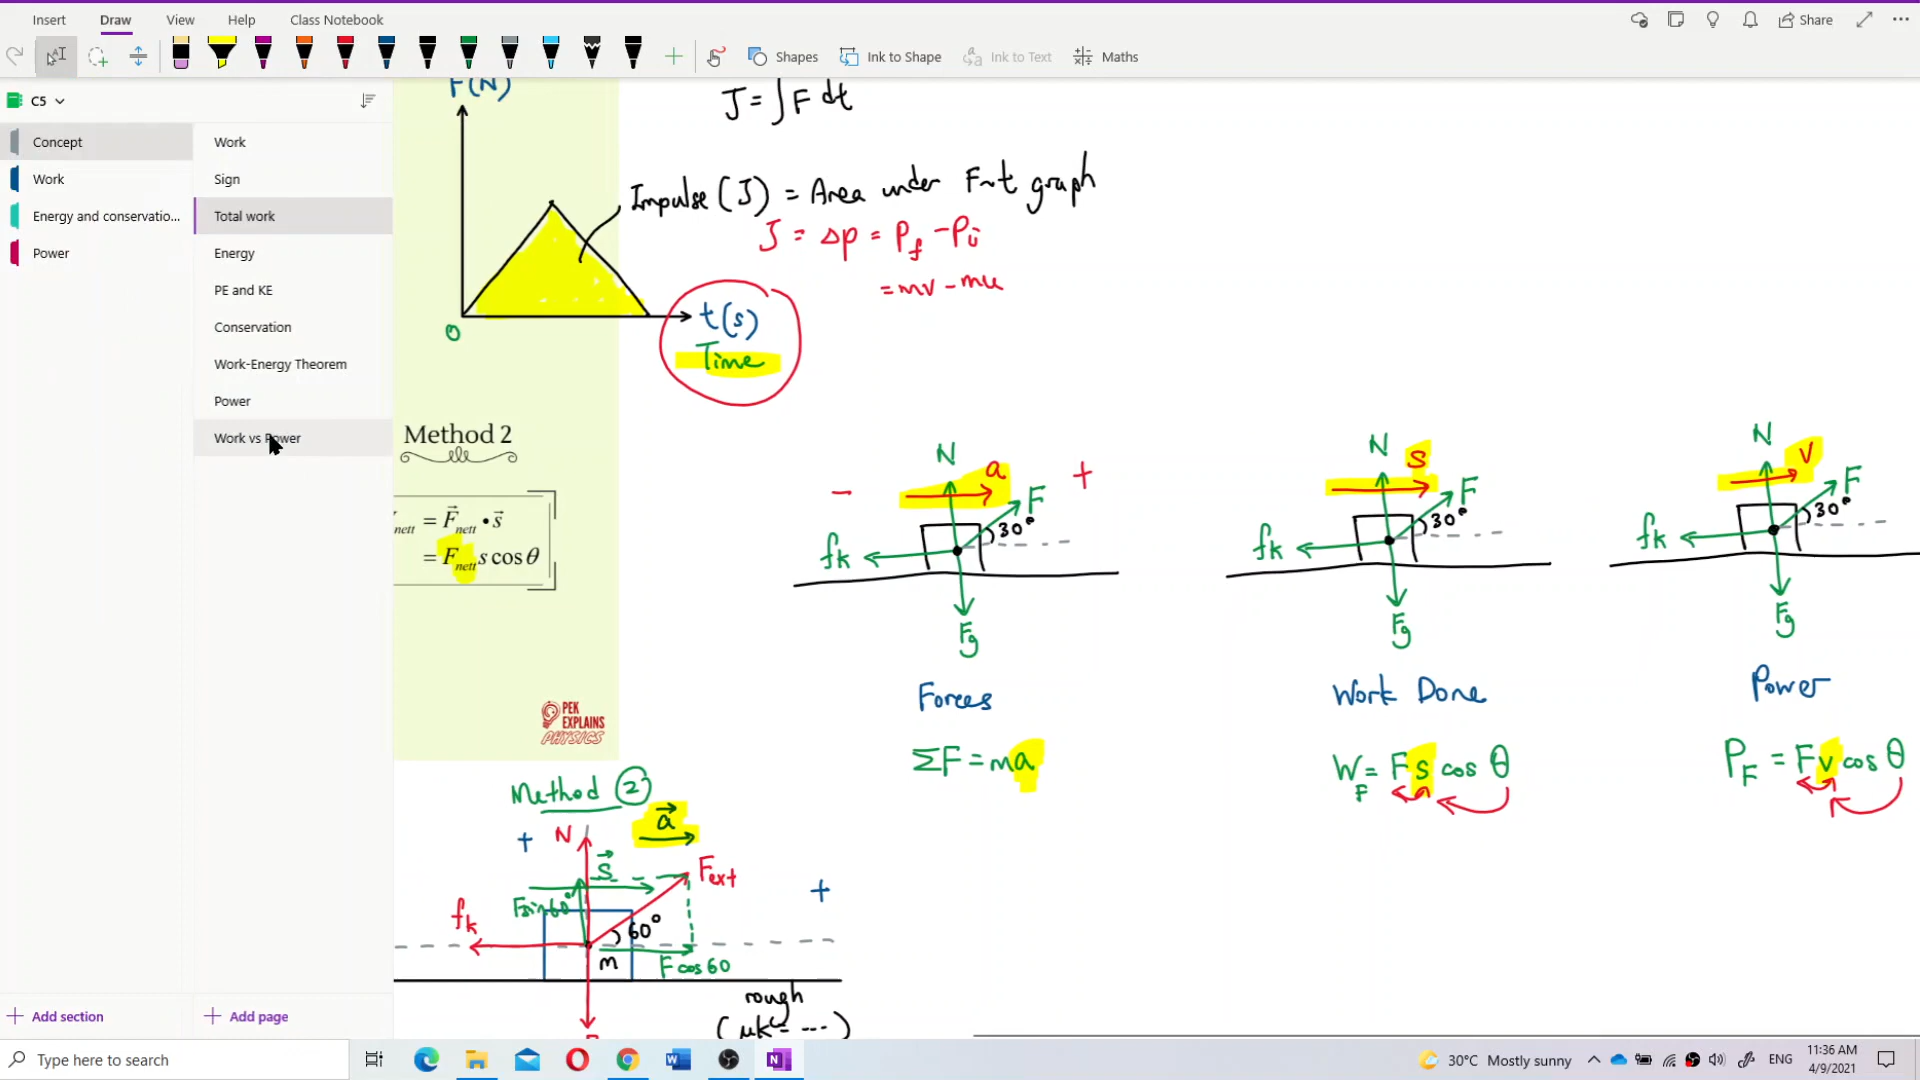 Insert Draw View Help Class Notebook
Share
Shapes Ink to Shape Ink to Text Maths
C5
Concept
Work
Energy and conservatio...
Power
Work
Sign
Total work
Energy
PE and KE
Conservation
Work-Energy Theorem
Power
Work vs Power
Add section
Add page
F(N)
J = ∫F dt
Impulse (J) = Area under F~t graph
J = Δp = Pf - Pi
= mv - mu
0
t(s)
Time
Method 2
nett = F⃗nett • s⃗
= Fnett s cos θ
PEK
EXPLAINS
PHYSICS
- N a F +
30°
fk
Fg
Forces
ΣF = ma
N s F
30°
fk
Fg
Work Done
WF = F s cos θ
N v F
30°
fk
Fg
Power
PF = F v cos θ
Method 2
+ N a⃗
s⃗ Fext
F sin 60° +
fk 60°
m F cos 60
rough
(μk = ---)
Type here to search
30°C Mostly sunny
ENG
11:36 AM
4/9/2021